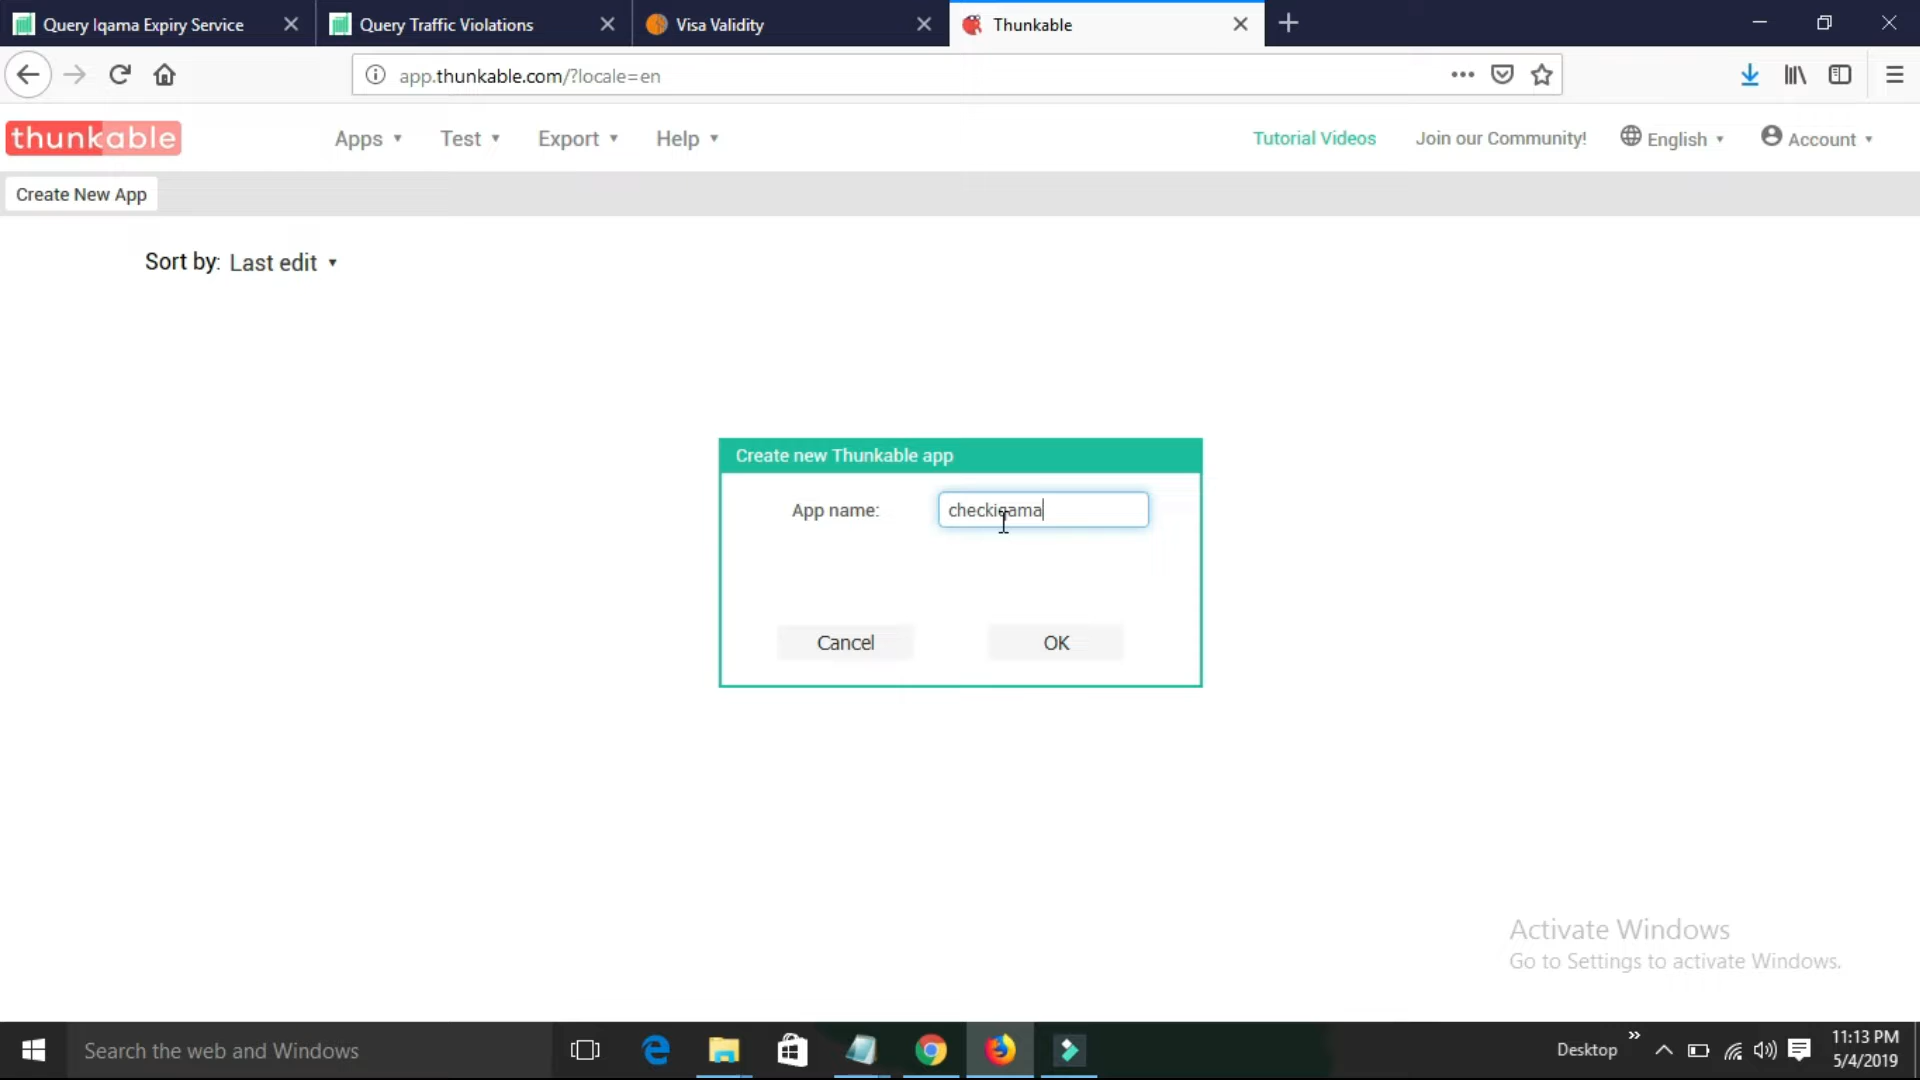 Query Iqama Expiry Service
Query Traffic Violations
Visa Validity
Thunkable
app.thunkable.com/?locale=en
thunkable
Apps
Test
Export
Help
Tutorial Videos
Join our Community!
English
Account
Create New App
Sort by: Last edit
Create new Thunkable app
App name: checkiqama
Cancel
OK
Activate Windows
Go to Settings to activate Windows.
Search the web and Windows
Desktop
11:13 PM
5/4/2019